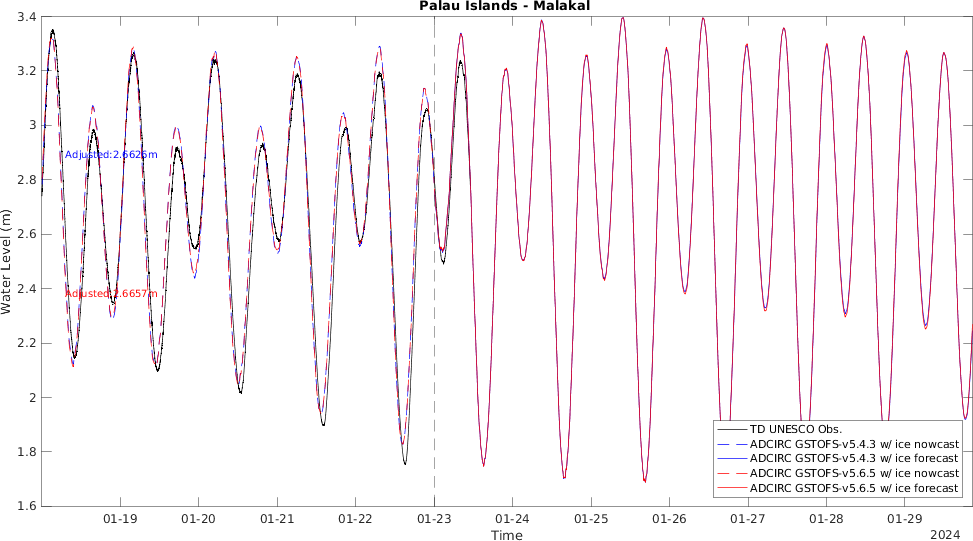 Palau Islands - Malakal
Water Level (m)
3.4
3.2
3
2.8
2.6
2.4
2.2
2
1.8
1.6
Adjusted:2.6626m
Adjusted:2.6657m
TD UNESCO Obs.
ADCIRC GSTOFS-v5.4.3 w/ ice nowcast
ADCIRC GSTOFS-v5.4.3 w/ ice forecast
ADCIRC GSTOFS-v5.6.5 w/ ice nowcast
ADCIRC GSTOFS-v5.6.5 w/ ice forecast
01-19 01-20 01-21 01-22 01-23 01-24 01-25 01-26 01-27 01-28 01-29
Time
2024